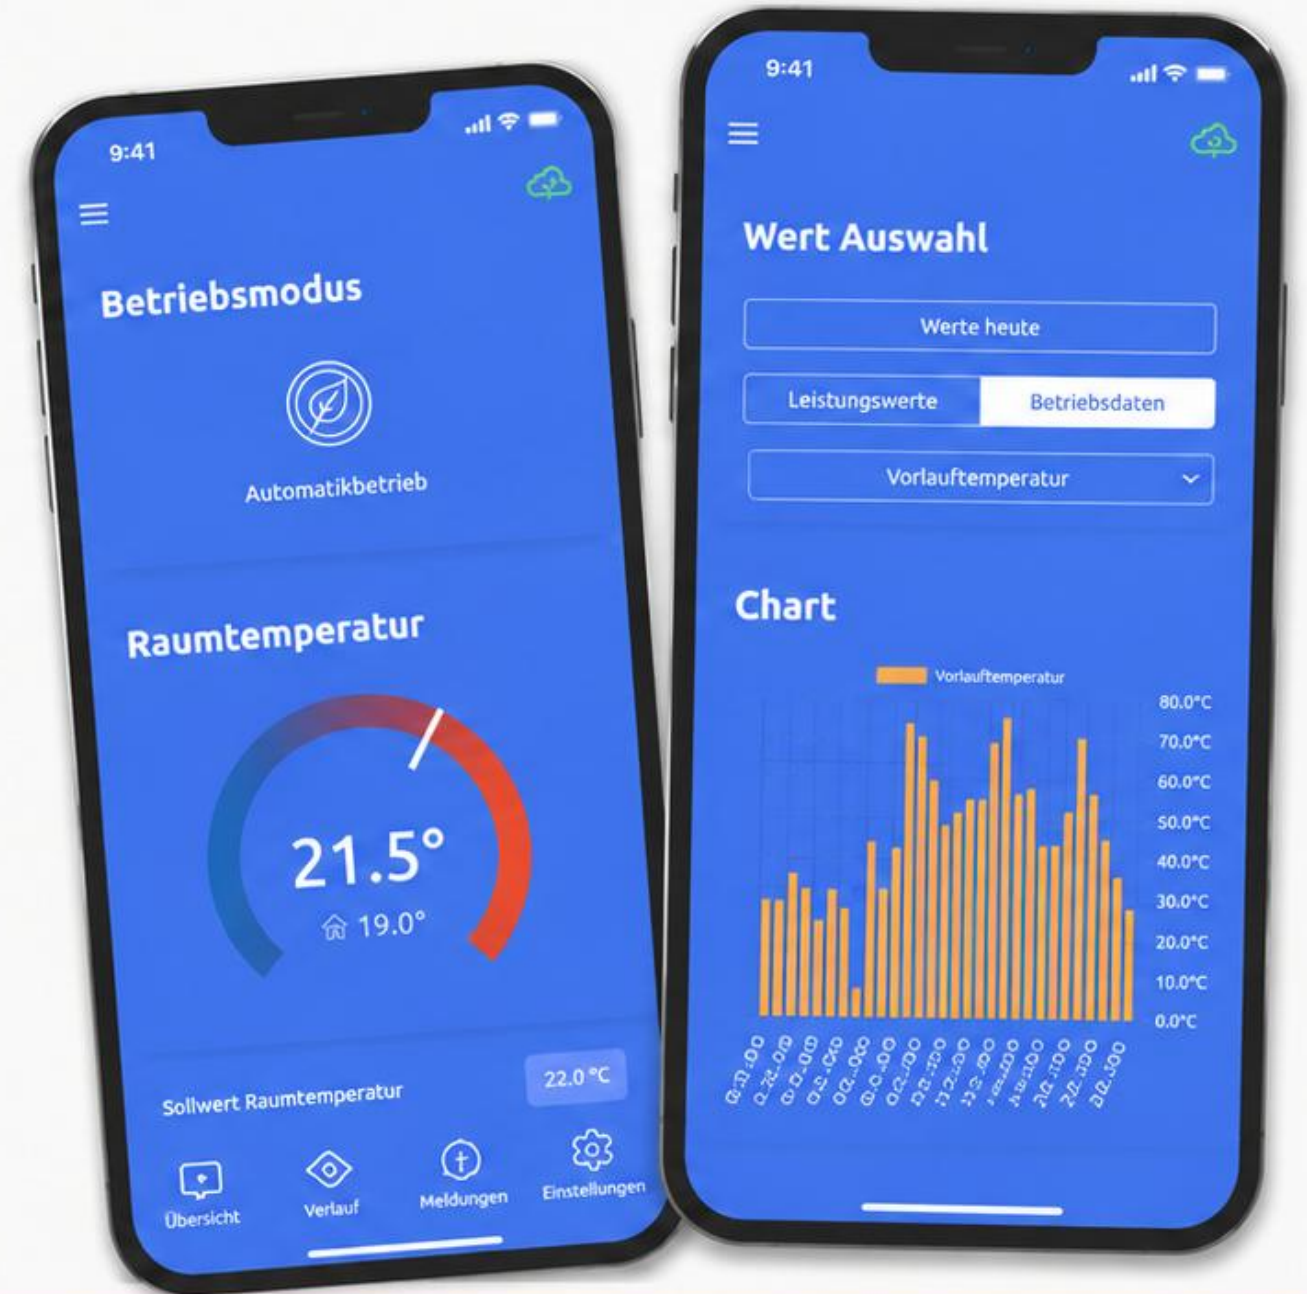 9:41
Betriebsmodus
Automatikbetrieb
Raumtemperatur
21.5°
19.0°
Sollwert Raumtemperatur
22.0 °C
Übersicht
Verlauf
Meldungen
Einstellungen
9:41
Wert Auswahl
Werte heute
Leistungswerte
Betriebsdaten
Vorlauftemperatur
Chart
Vorlauftemperatur
80.0°C
70.0°C
60.0°C
50.0°C
40.0°C
30.0°C
20.0°C
10.0°C
0.0°C